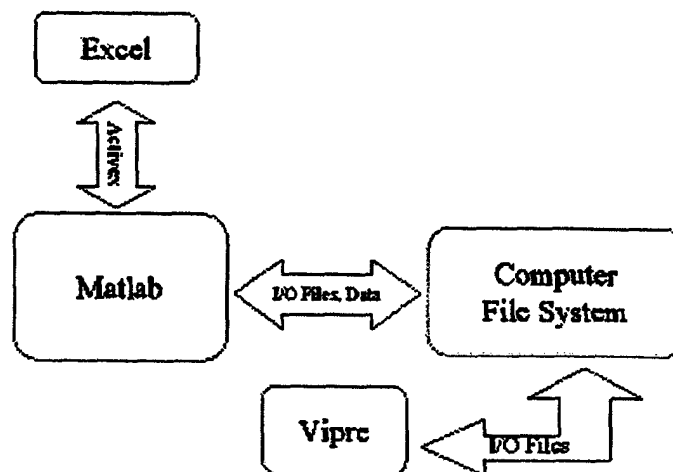 Excel
Activex
Matlab
I/O Files, Data
Computer
File System
Vipre
I/O Files